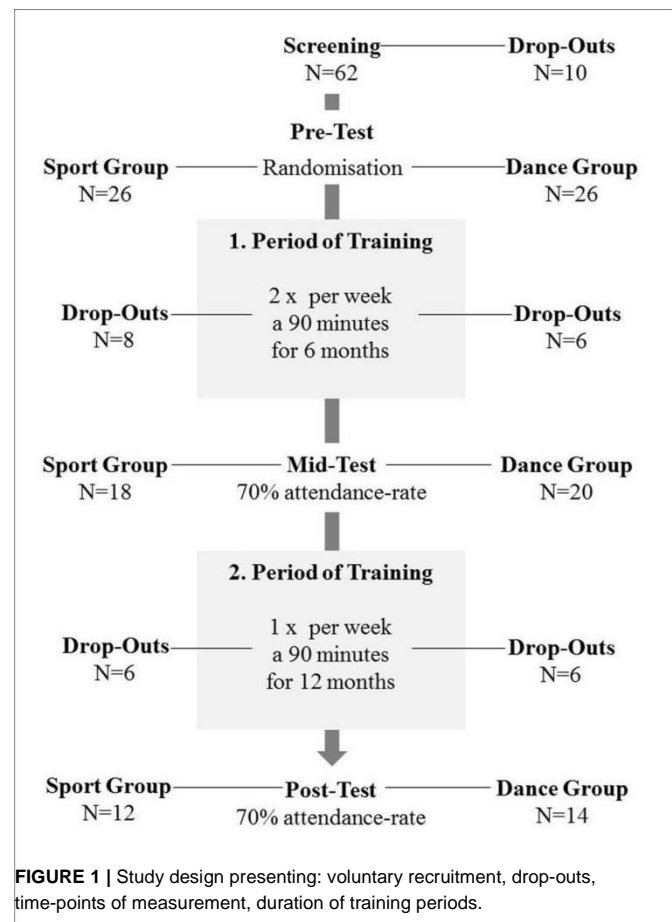 Screening Drop-Outs
N=62 N=10
Pre-Test
Sport Group Randomisation Dance Group
N=26 N=26
1. Period of Training
2 x per week
Drop-Outs a 90 minutes Drop-Outs
N=8 for 6 months N=6
Sport Group Mid-Test Dance Group
N=18 70% attendance-rate N=20
2. Period of Training
1 x per week
Drop-Outs a 90 minutes Drop-Outs
N=6 for 12 months N=6
Sport Group Post-Test Dance Group
N=12 70% attendance-rate N=14
FIGURE 1 | Study design presenting: voluntary recruitment, drop-outs,
time-points of measurement, duration of training periods.